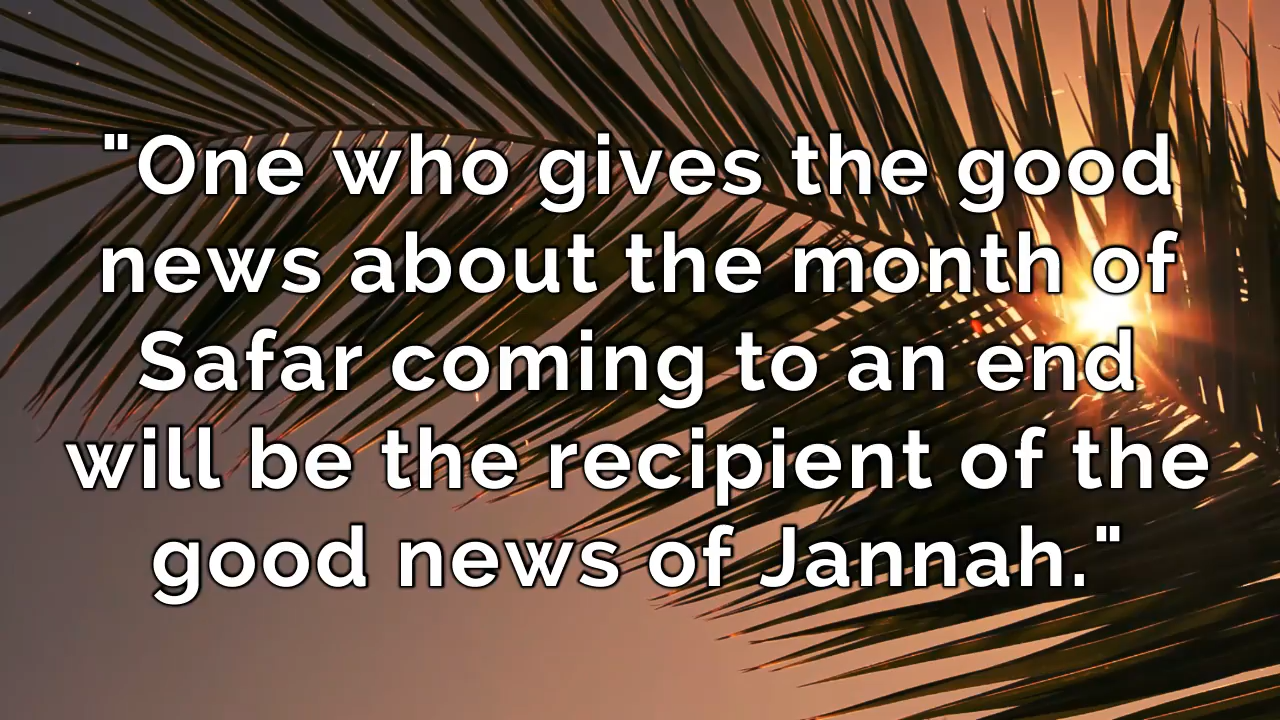 "One who gives the good
news about the month of
Safar coming to an end
will be the recipient of the
good news of Jannah."